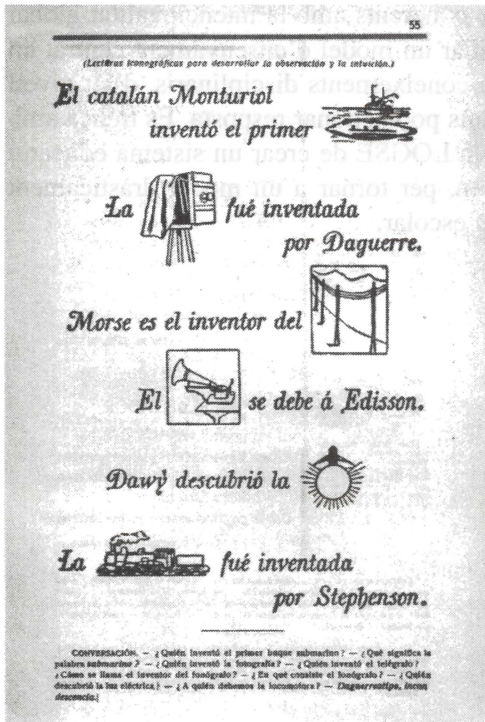 55
(Lecturas iconográficas para desarrollar la observación y la intuición.)
El catalán Monturiol
inventó el primer
La fué inventada
por Daguerre.
Morse es el inventor del
El se debe á Edisson.
Dawy descubrió la
La fué inventada
por Stephenson.
CONVERSACIÓN. — ¿Quién inventó el primer buque submarino? — ¿Qué significa la
palabra submarino? — ¿Quién inventó la fotografía? — ¿Quién inventó el telégrafo?
¿Cómo se llama el inventor del fonógrafo? — ¿En qué consiste el fonógrafo? — ¿Quién
descubrió la luz eléctrica? — ¿A quién debemos la locomotora? — Daguerreotipo, incan
descencia.